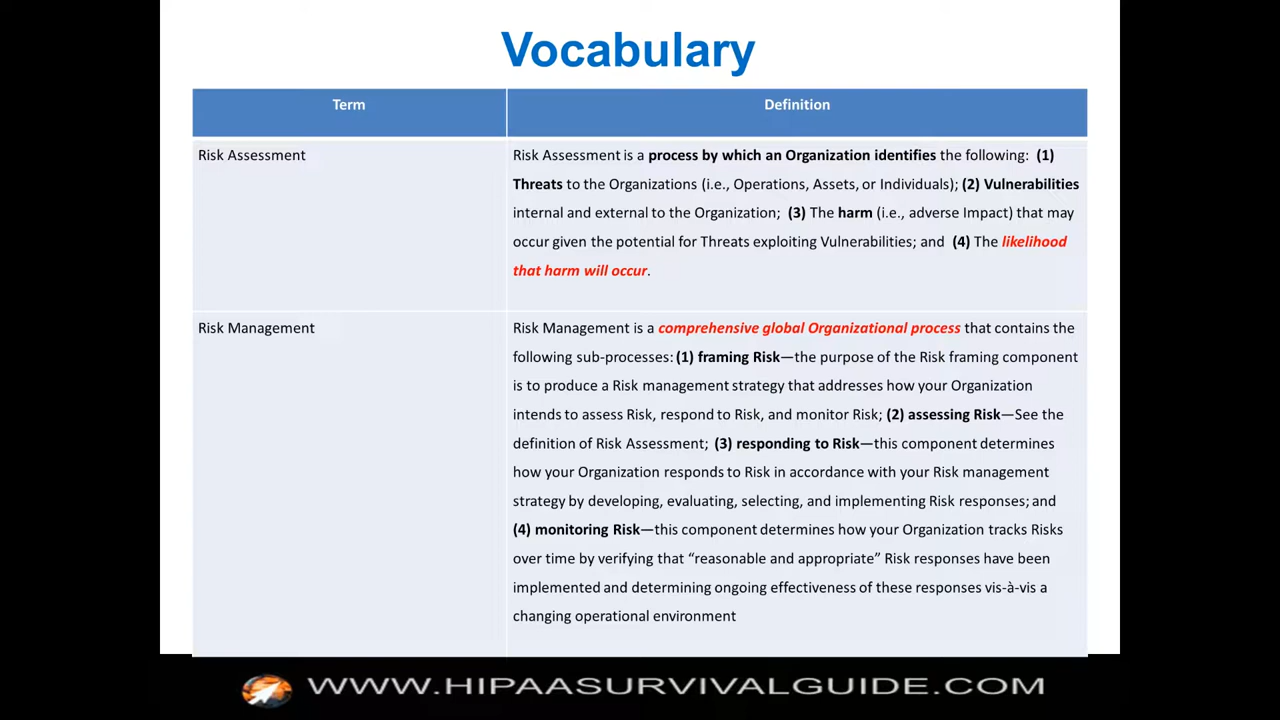 Vocabulary
Term
Definition
Risk Assessment
Risk Assessment is a process by which an Organization identifies the following: (1)
Threats to the Organizations (i.e., Operations, Assets, or Individuals); (2) Vulnerabilities
internal and external to the Organization; (3) The harm (i.e., adverse Impact) that may
occur given the potential for Threats exploiting Vulnerabilities; and (4) The likelihood
that harm will occur.
Risk Management
Risk Management is a comprehensive global Organizational process that contains the
following sub-processes: (1) framing Risk—the purpose of the Risk framing component
is to produce a Risk management strategy that addresses how your Organization
intends to assess Risk, respond to Risk, and monitor Risk; (2) assessing Risk—See the
definition of Risk Assessment; (3) responding to Risk—this component determines
how your Organization responds to Risk in accordance with your Risk management
strategy by developing, evaluating, selecting, and implementing Risk responses; and
(4) monitoring Risk—this component determines how your Organization tracks Risks
over time by verifying that “reasonable and appropriate” Risk responses have been
implemented and determining ongoing effectiveness of these responses vis-à-vis a
changing operational environment
WWW.HIPAASURVIVALGUIDE.COM